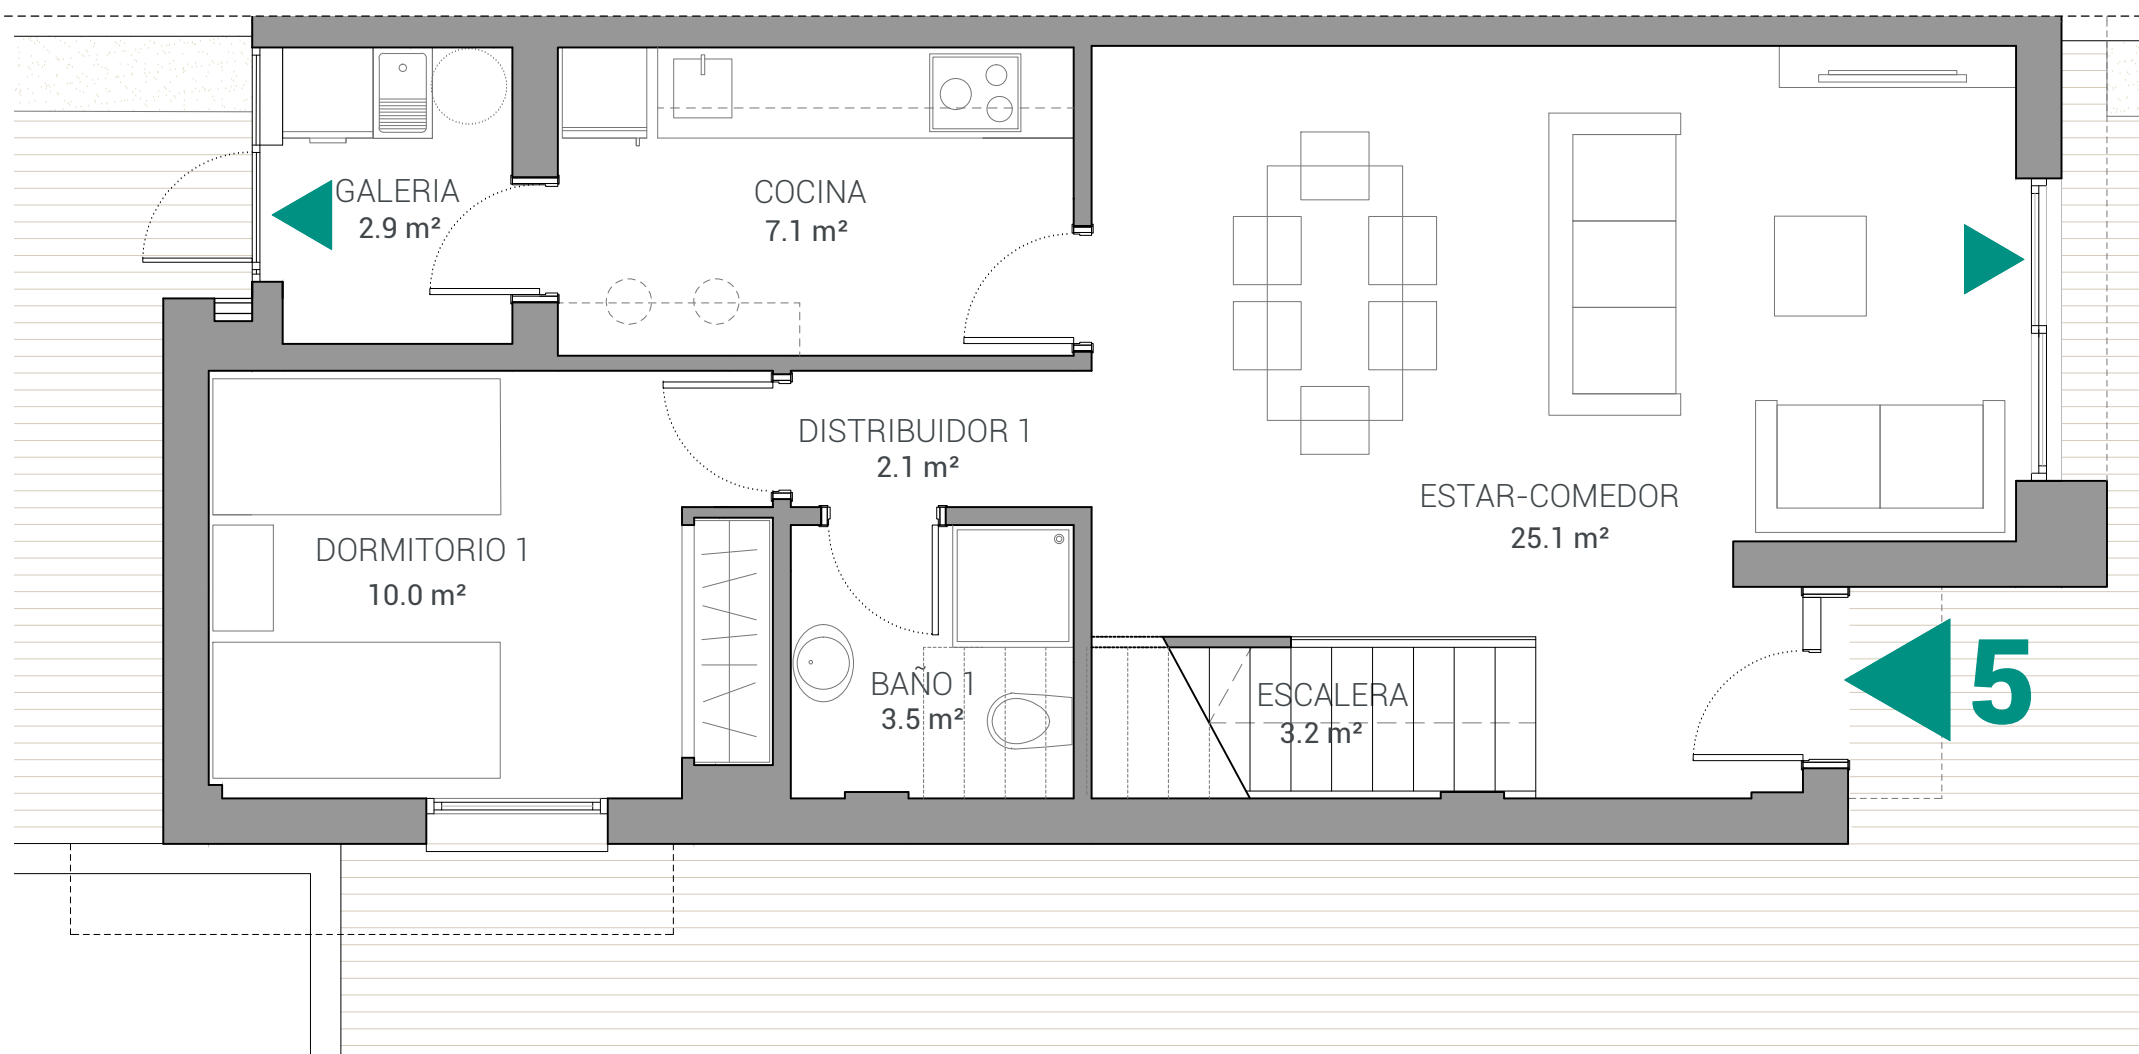 GALERIA
2.9 m²
COCINA
7.1 m²
DISTRIBUIDOR 1
2.1 m²
ESTAR-COMEDOR
25.1 m²
DORMITORIO 1
10.0 m²
BAÑO 1
3.5 m²
ESCALERA
3.2 m²
5